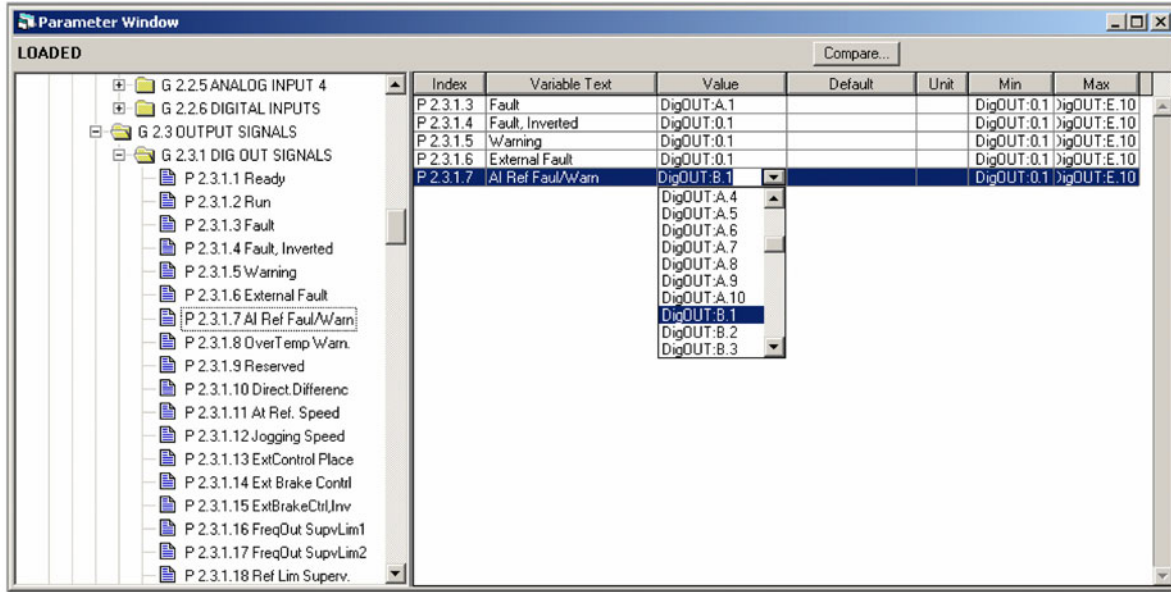 Parameter Window
LOADED
Compare...
G 2.2.5 ANALOG INPUT 4
G 2.2.6 DIGITAL INPUTS
G 2.3 OUTPUT SIGNALS
G 2.3.1 DIG OUT SIGNALS
P 2.3.1.1 Ready
P 2.3.1.2 Run
P 2.3.1.3 Fault
P 2.3.1.4 Fault, Inverted
P 2.3.1.5 Warning
P 2.3.1.6 External Fault
P 2.3.1.7 AI Ref Faul/Warn
P 2.3.1.8 OverTemp Warn.
P 2.3.1.9 Reserved
P 2.3.1.10 Direct.Differenc
P 2.3.1.11 At Ref. Speed
P 2.3.1.12 Jogging Speed
P 2.3.1.13 ExtControl Place
P 2.3.1.14 Ext Brake Contrl
P 2.3.1.15 ExtBrakeCtrl,Inv
P 2.3.1.16 FreqOut SupvLim1
P 2.3.1.17 FreqOut SupvLim2
P 2.3.1.18 Ref Lim Superv.
Index Variable Text Value Default Unit Min Max
P 2.3.1.3 Fault DigOUT:A.1 DigOUT:0.1 DigOUT:E.10
P 2.3.1.4 Fault, Inverted DigOUT:0.1 DigOUT:0.1 DigOUT:E.10
P 2.3.1.5 Warning DigOUT:0.1 DigOUT:0.1 DigOUT:E.10
P 2.3.1.6 External Fault DigOUT:0.1 DigOUT:0.1 DigOUT:E.10
P 2.3.1.7 AI Ref Faul/Warn DigOUT:B.1 DigOUT:0.1 DigOUT:E.10
DigOUT:A.4
DigOUT:A.5
DigOUT:A.6
DigOUT:A.7
DigOUT:A.8
DigOUT:A.9
DigOUT:A.10
DigOUT:B.1
DigOUT:B.2
DigOUT:B.3